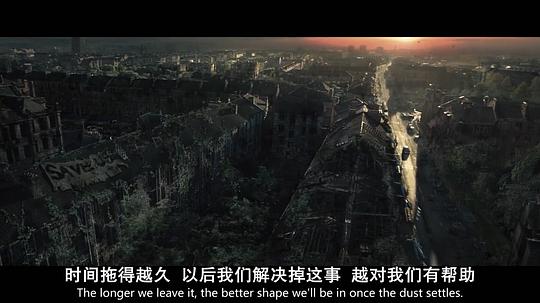 SAVE
时间拖得越久 以后我们解决掉这事 越对我们有帮助
The longer we leave it, the better shape we'll be in once the dust settles.